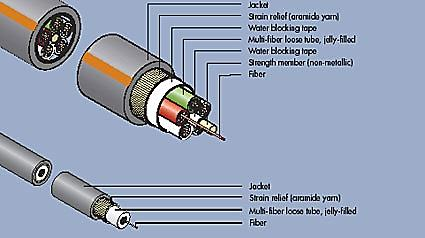 Jacket
Strain relief (aramide yarn)
Water blocking tape
Multi-fiber loose tube, jelly-filled
Water blocking tape
Strength member (non-metallic)
Fiber
Jacket
Strain relief (aramide yarn)
Multi-fiber loose tube, jelly-filled
Fiber